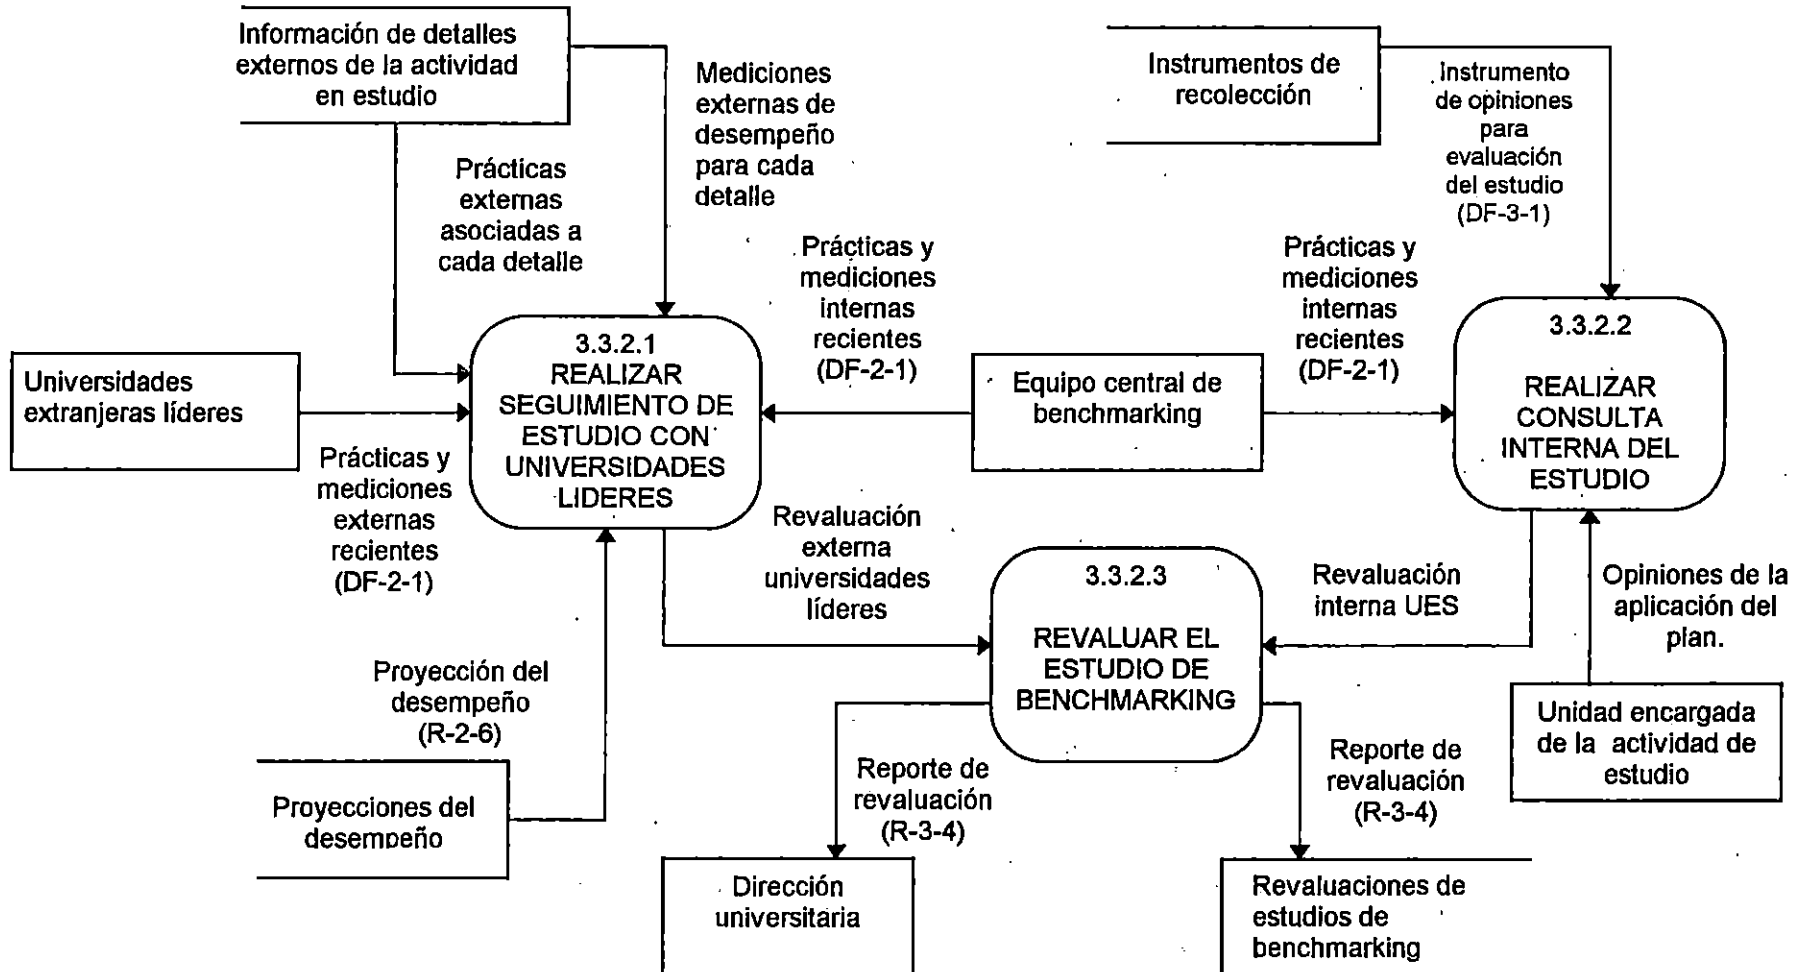 Información de detalles
externos de la actividad
en estudio
Mediciones
externas de
desempeño
para cada
detalle
Instrumentos de
recolección
Instrumento
de opiniones
para
evaluación
del estudio
(DF-3-1)
Prácticas
externas
asociadas a
cada detalle
Prácticas y
mediciones
internas
recientes
(DF-2-1)
Prácticas y
mediciones
internas
recientes
(DF-2-1)
Universidades
extranjeras líderes
3.3.2.1
REALIZAR
SEGUIMIENTO DE
ESTUDIO CON
UNIVERSIDADES
LIDERES
Equipo central de
benchmarking
3.3.2.2
REALIZAR
CONSULTA
INTERNA DEL
ESTUDIO
Prácticas y
mediciones
externas
recientes
(DF-2-1)
Revaluación
externa
universidades
líderes
3.3.2.3
REVALUAR EL
ESTUDIO DE
BENCHMARKING
Revaluación
interna UES
Opiniones de la
aplicación del
plan.
Proyección del
desempeño
(R-2-6)
Proyecciones del
desempeño
Reporte de
revaluación
(R-3-4)
Reporte de
revaluación
(R-3-4)
Unidad encargada
de la actividad de
estudio
Dirección
universitaria
Revaluaciones de
estudios de
benchmarking